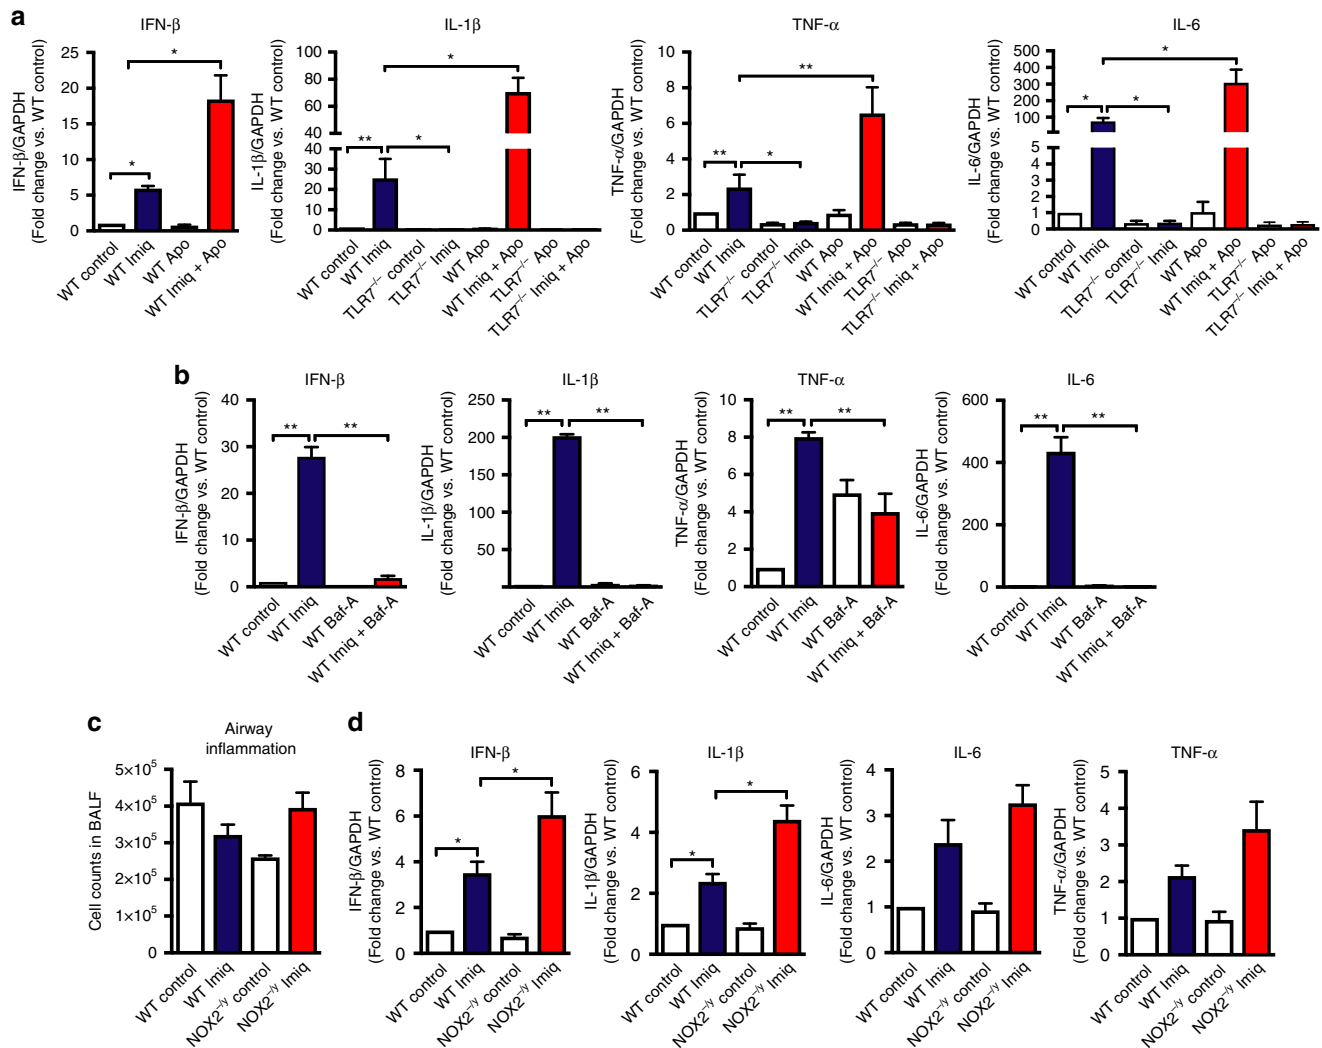 a
IFN-β
IFN-β/GAPDH
(Fold change vs. WT control)
25
20
15
10
5
0
*
*
WT control
WT Imiq
WT Apo
WT Imiq + Apo
IL-1β
IL-1β/GAPDH
(Fold change vs. WT control)
100
80
60
40
40
30
20
10
0
**
*
*
WT control
WT Imiq
TLR7–/– control
TLR7–/– Imiq
WT Apo
WT Imiq + Apo
TLR7–/– Apo
TLR7–/– Imiq + Apo
TNF-α
TNF-α/GAPDH
(Fold change vs. WT control)
10
8
6
4
2
0
**
*
**
WT control
WT Imiq
TLR7–/– control
TLR7–/– Imiq
WT Apo
WT Imiq + Apo
TLR7–/– Apo
TLR7–/– Imiq + Apo
IL-6
IL-6/GAPDH
(Fold change vs. WT control)
500
400
300
200
100
5
4
3
2
1
0
*
*
*
WT control
WT Imiq
TLR7–/– control
TLR7–/– Imiq
WT Apo
WT Imiq + Apo
TLR7–/– Apo
TLR7–/– Imiq + Apo
b
IFN-β
IFN-β/GAPDH
(Fold change vs. WT control)
40
30
20
10
0
**
**
WT control
WT Imiq
WT Baf-A
WT Imiq + Baf-A
IL-1β
IL-1β/GAPDH
(Fold change vs. WT control)
250
200
150
100
50
**
**
WT control
WT Imiq
WT Baf-A
WT Imiq + Baf-A
TNF-α
TNF-α/GAPDH
(Fold change vs. WT control)
10
8
6
4
2
0
**
**
WT control
WT Imiq
WT Baf-A
WT Imiq + Baf-A
IL-6
IL-6/GAPDH
(Fold change vs. WT control)
600
400
200
0
**
**
WT control
WT Imiq
WT Baf-A
WT Imiq + Baf-A
c
Airway
inflammation
Cell counts in BALF
5×10⁵
4×10⁵
3×10⁵
2×10⁵
1×10⁵
0
WT control
WT Imiq
NOX2–/y control
NOX2–/y Imiq
d
IFN-β
IFN-β/GAPDH
(Fold change vs. WT control)
8
6
4
2
0
*
*
WT control
WT Imiq
NOX2–/y control
NOX2–/y Imiq
IL-1β
IL-1β/GAPDH
(Fold change vs. WT control)
6
4
2
0
*
*
WT control
WT Imiq
NOX2–/y control
NOX2–/y Imiq
IL-6
IL-6/GAPDH
(Fold change vs. WT control)
4
3
2
1
0
WT control
WT Imiq
NOX2–/y control
NOX2–/y Imiq
TNF-α
TNF-α/GAPDH
(Fold change vs. WT control)
5
4
3
2
1
0
WT control
WT Imiq
NOX2–/y control
NOX2–/y Imiq